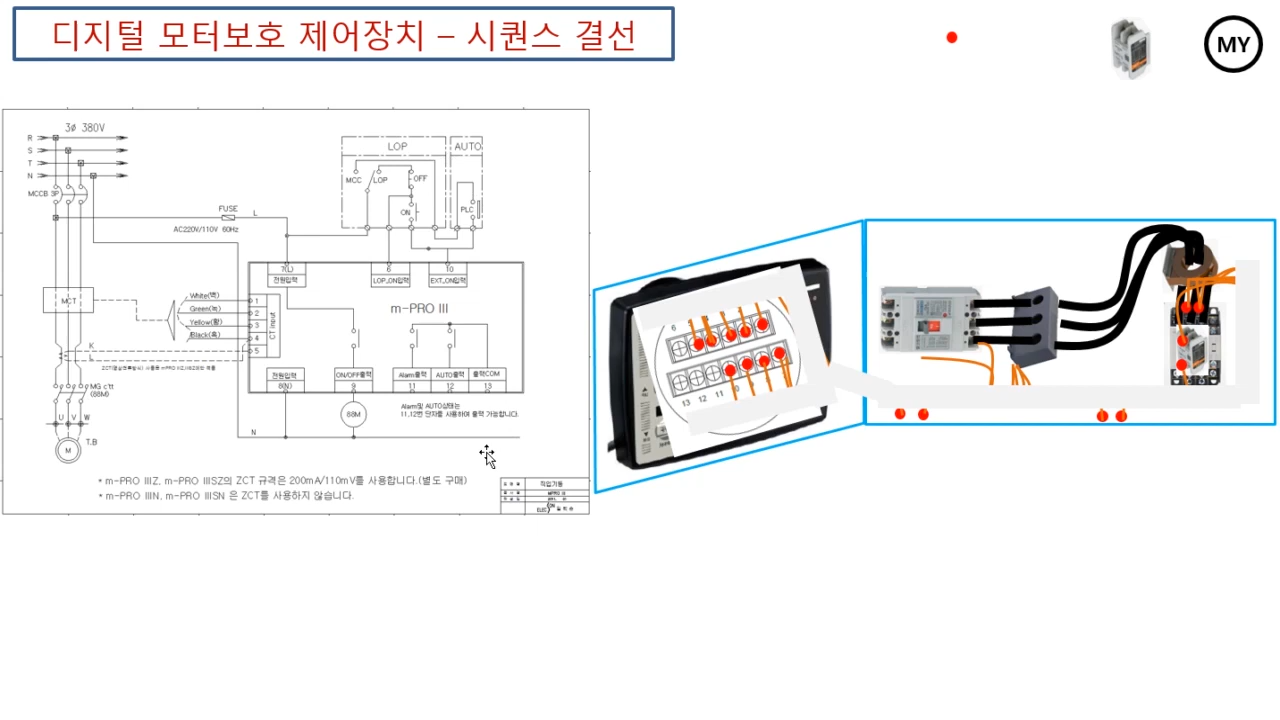 디지털 모터보호 제어장치 – 시퀀스 결선
MY
3ø 380V
R
S
T
N
MCCB 3P
FUSE
L
AC220V/110V 60Hz
LOP
AUTO
MCC
LOP
OFF
ON
PLC
7(L)
전원입력
6
LOP_ON입력
10
EXT_ON입력
m-PRO III
MCT
White(백)
Green(녹)
Yellow(황)
Black(흑)
1
2
3
4
5
CT Input
K
L
MG c'tt
(88M)
U V W
M
T.B
전원입력
8(N)
ON/OFF출력
9
Alarm출력
11
AUTO출력
12
출력COM
13
88M
Alarm및 AUTO상태는
11,12번 단자를 사용하여 출력 가능합니다.
N
* m-PRO IIIZ, m-PRO IIISZ의 ZCT 규격은 200mA/110mV를 사용합니다.(별도 구매)
* m-PRO IIIN, m-PRO IIISN 은 ZCT를 사용하지 않습니다.
직입기동
6
13 12 11